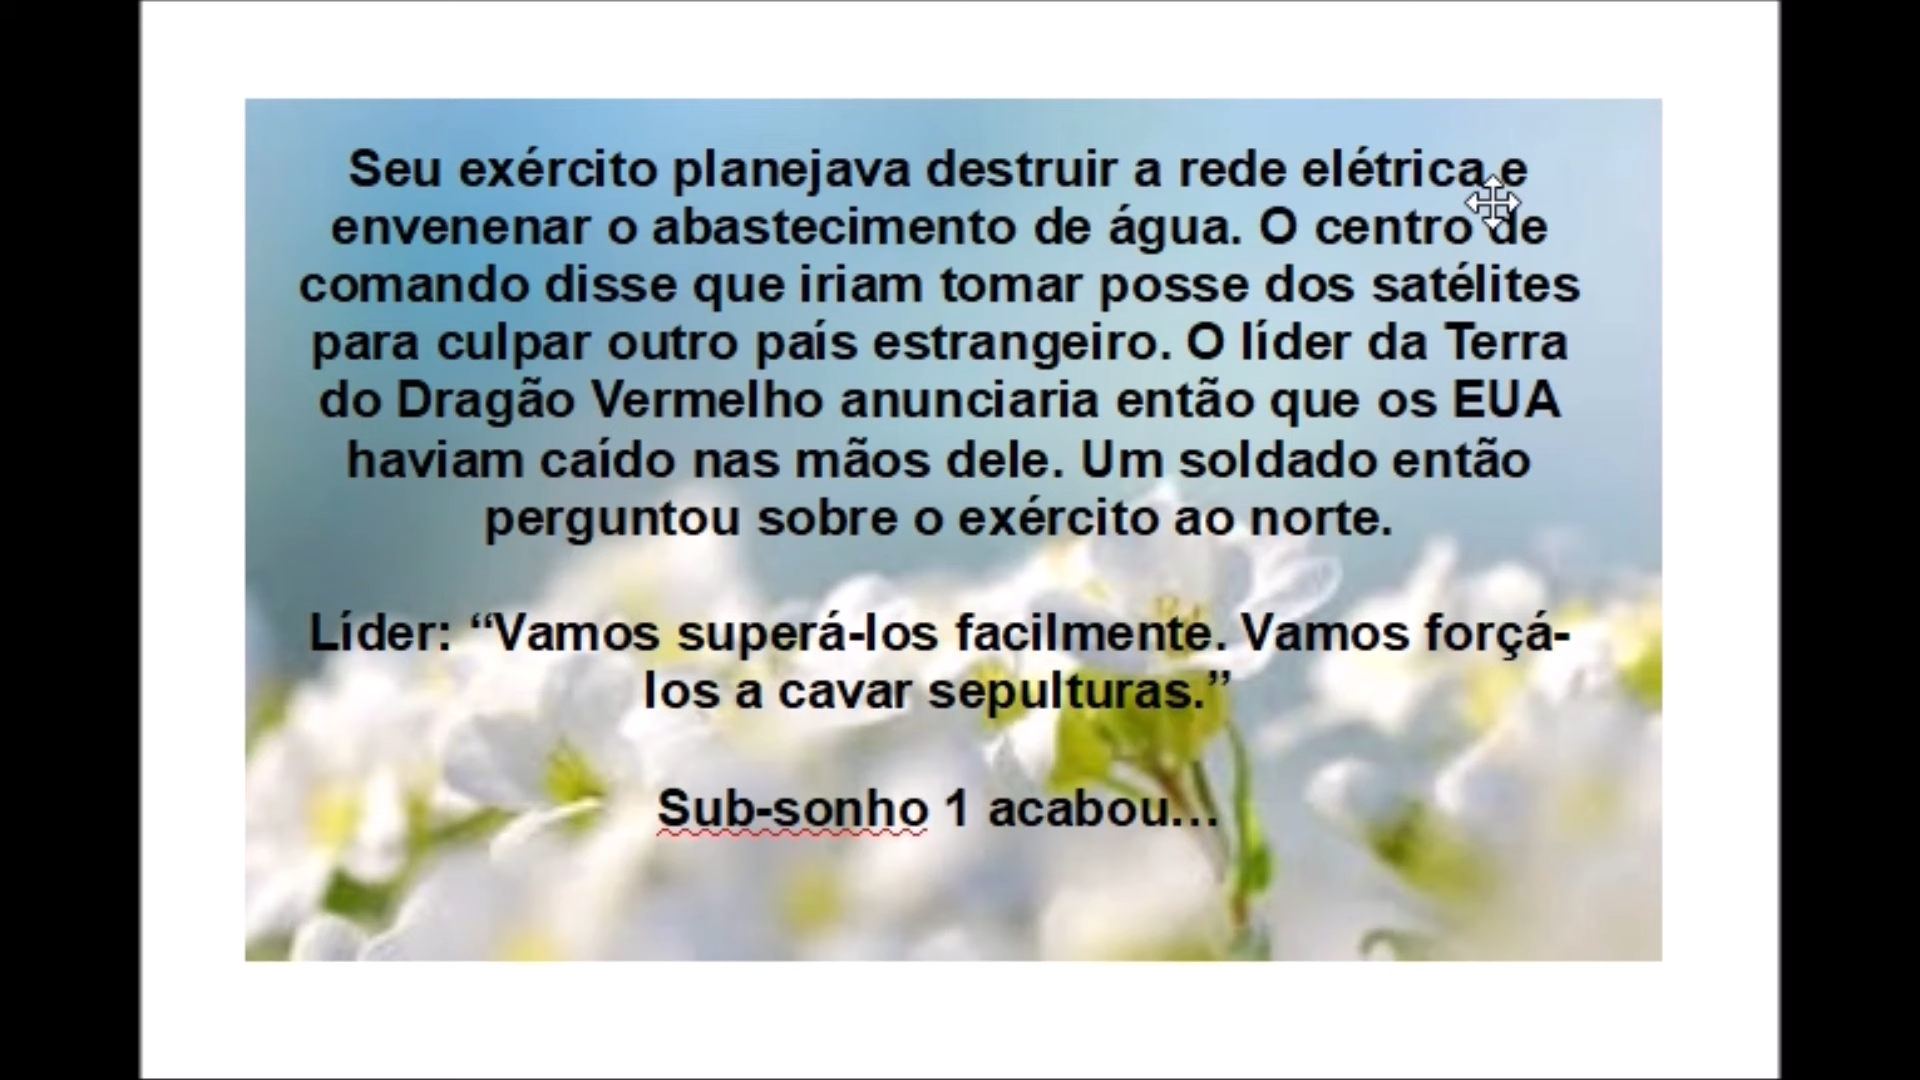 Seu exército planejava destruir a rede elétrica e
envenenar o abastecimento de água. O centro de
comando disse que iriam tomar posse dos satélites
para culpar outro país estrangeiro. O líder da Terra
do Dragão Vermelho anunciaria então que os EUA
haviam caído nas mãos dele. Um soldado então
perguntou sobre o exército ao norte.
Líder: “Vamos superá-los facilmente. Vamos forçá-
los a cavar sepulturas.”
Sub-sonho 1 acabou...